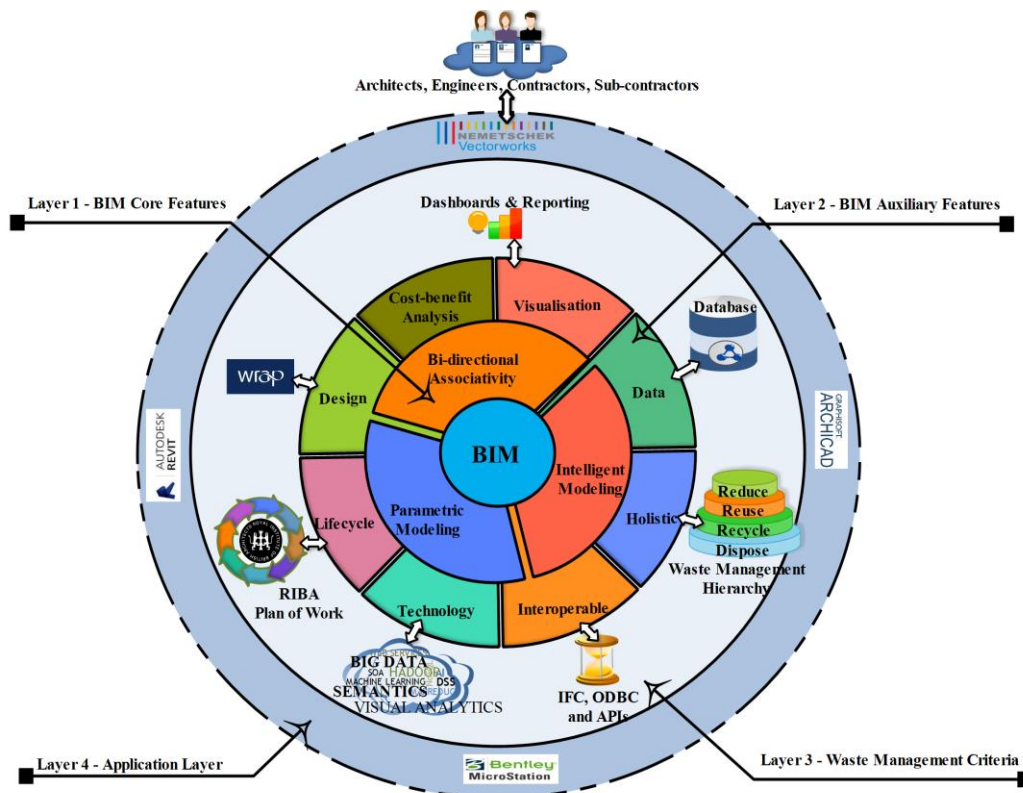 Architects, Engineers, Contractors, Sub-contractors
NEMETSCHEK
Vectorworks
Layer 1 - BIM Core Features
Layer 2 - BIM Auxiliary Features
Dashboards & Reporting
Cost-benefit
Analysis
Visualisation
Database
Bi-directional
Associativity
wrap
Design
Data
BIM
AUTODESK
REVIT
GRAPHISOFT
ARCHICAD
Intelligent
Modeling
Parametric
Modeling
Lifecycle
Holistic
Reduce
Reuse
Recycle
Dispose
Waste Management
Hierarchy
RIBA
Plan of Work
Technology
Interoperable
BIG DATA
SOA HADOOP
MACHINE LEARNING DSS
SEMANTICS
VISUAL ANALYTICS
IFC, ODBC
and APIs
Layer 4 - Application Layer
Layer 3 - Waste Management Criteria
Bentley
MicroStation